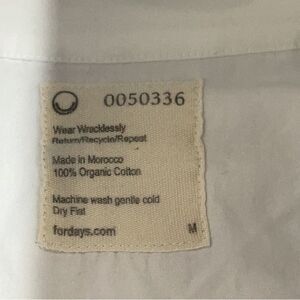 0050336
Wear Wracklessly
Return/Recycle/Repeat
Made in Morocco
100% Organic Cotton
Machine wash gentle cold
Dry Flat
fordays.com M